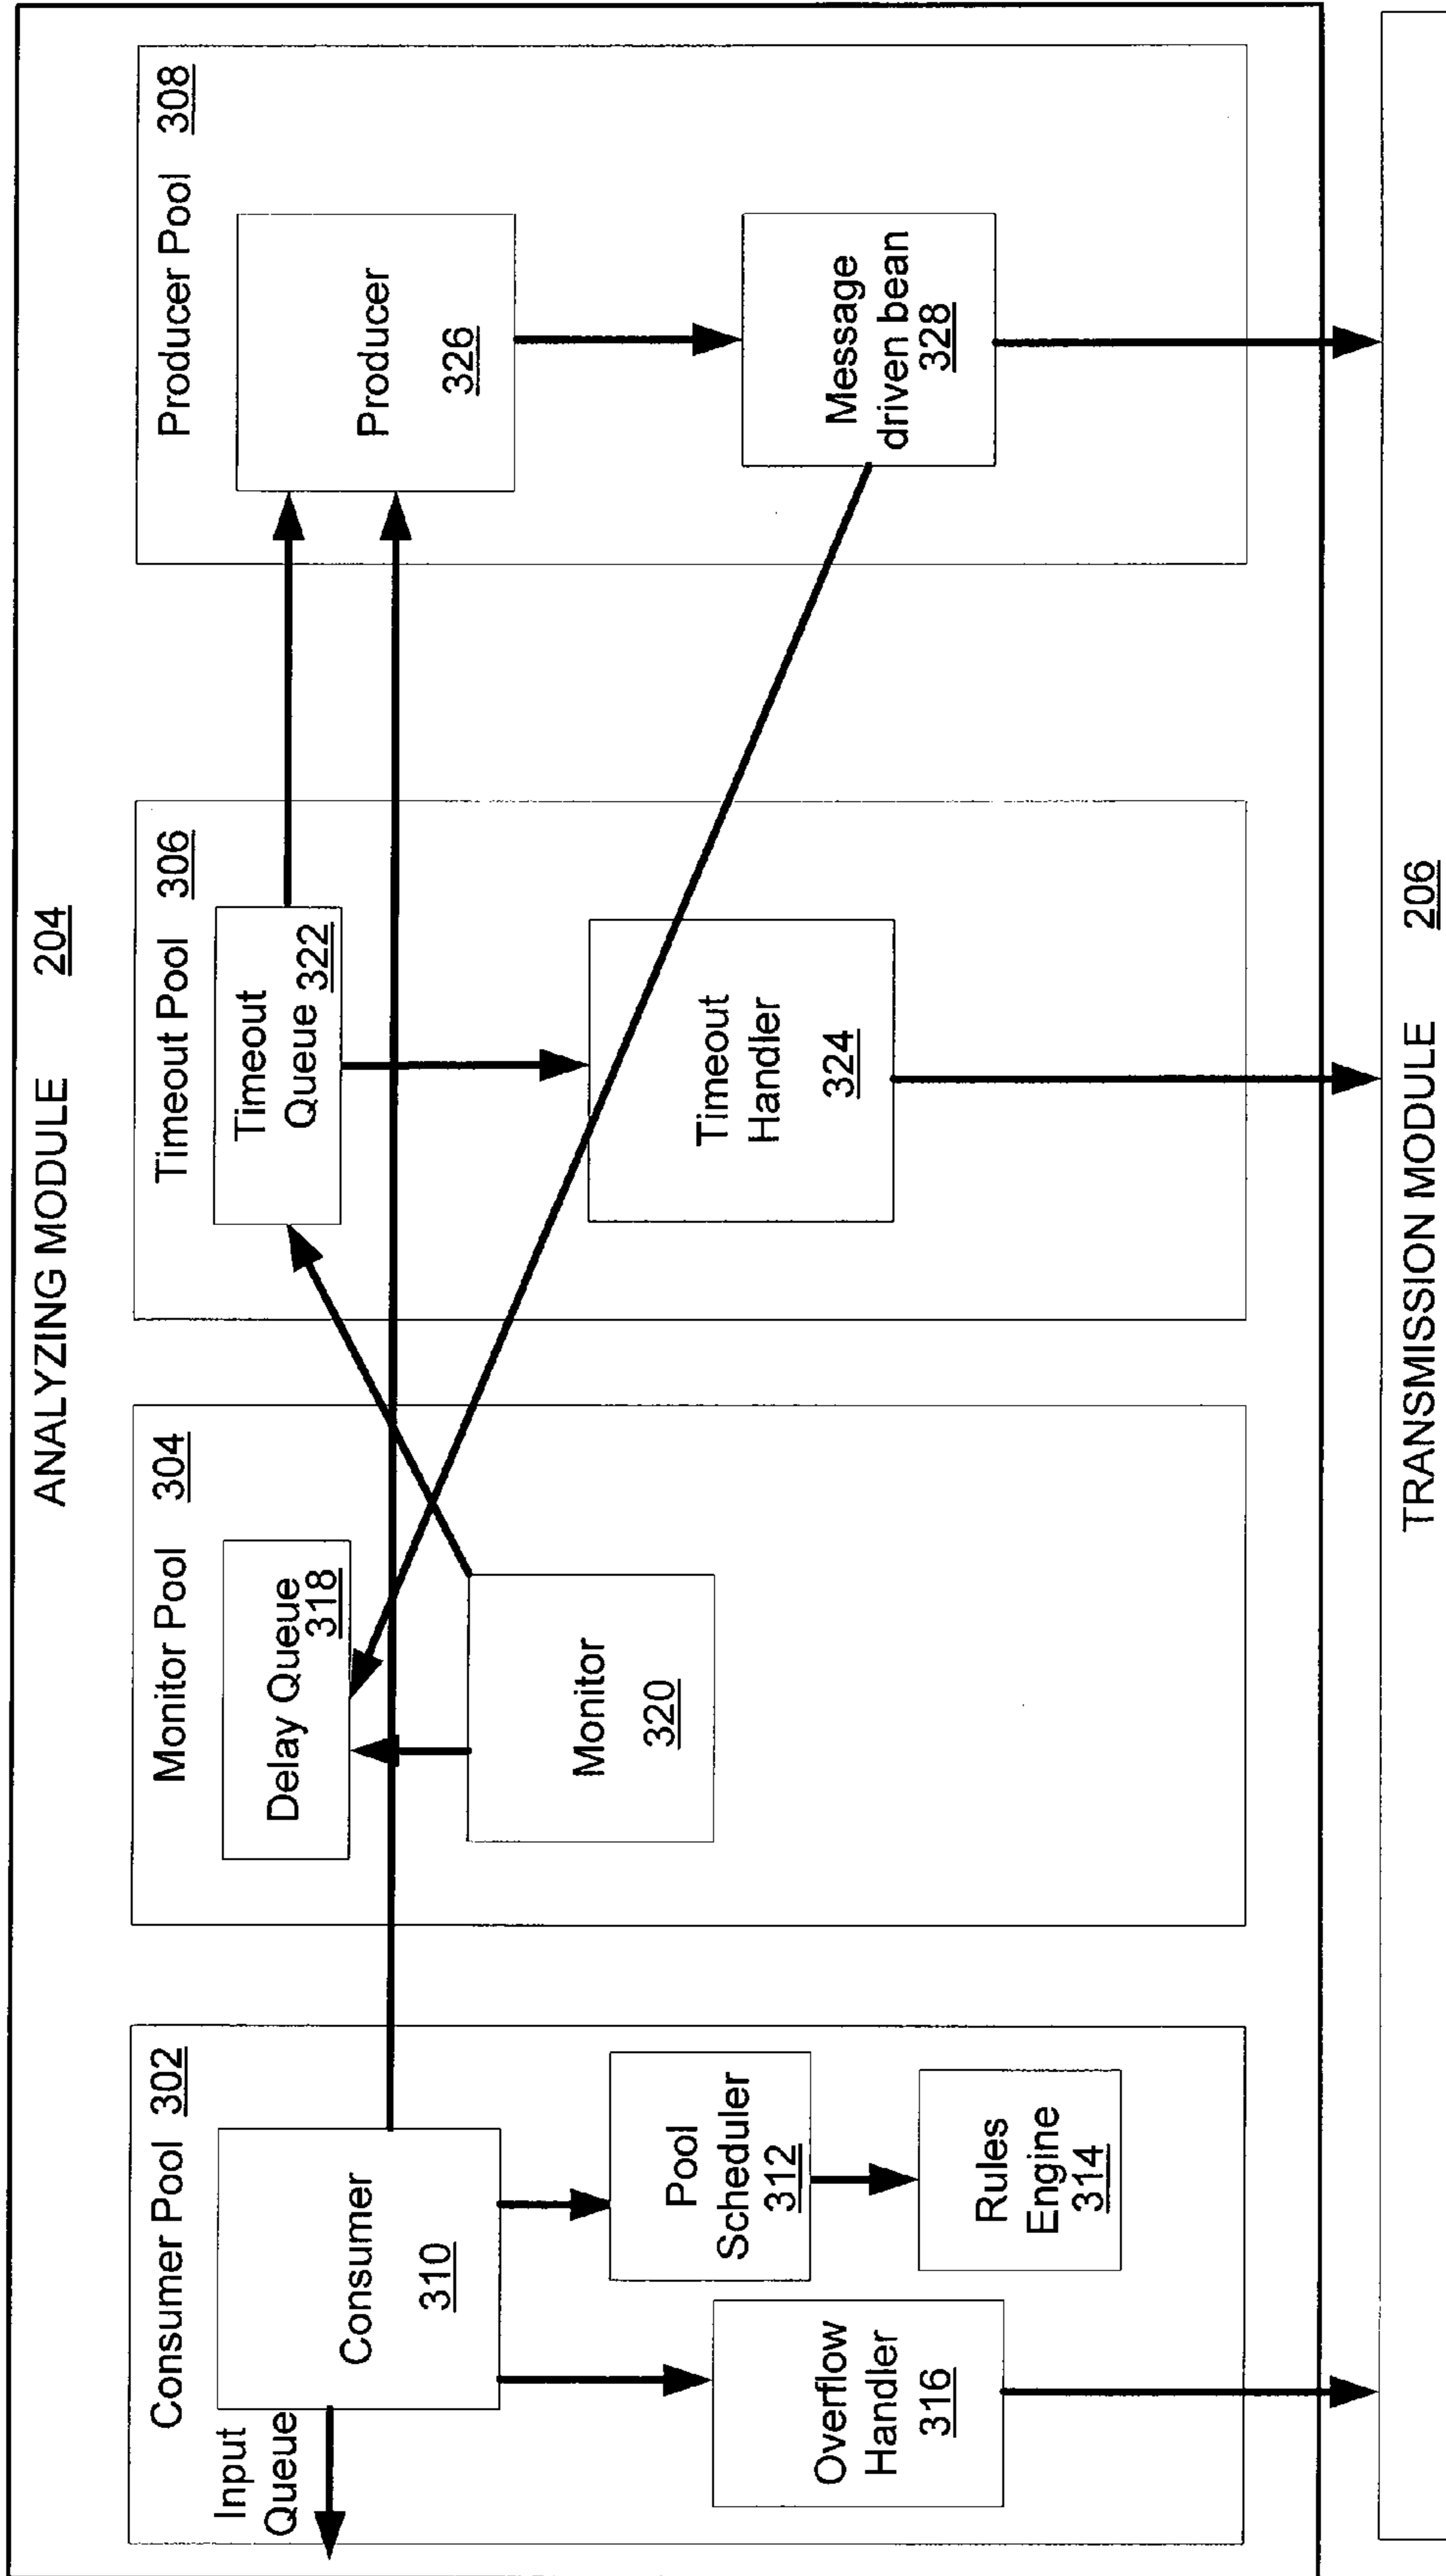 ANALYZING MODULE 204
Consumer Pool 302
Input
Queue
Consumer
310
Pool
Scheduler
312
Rules
Engine
314
Overflow
Handler
316
Monitor Pool 304
Delay Queue
318
Monitor
320
Timeout Pool 306
Timeout
Queue 322
Timeout
Handler
324
Producer Pool 308
Producer
326
Message
driven bean
328
TRANSMISSION MODULE 206